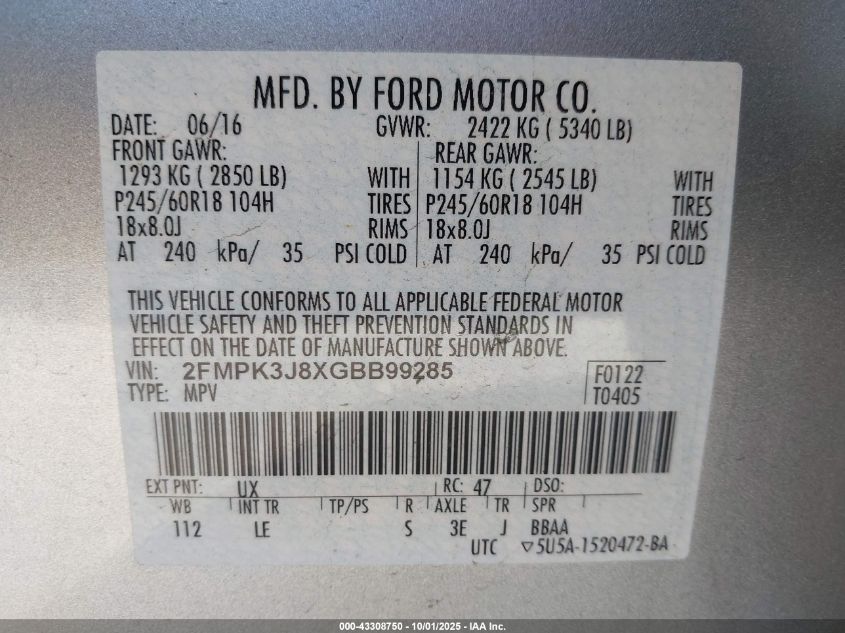 MFD. BY FORD MOTOR CO.
DATE: 06/16 GVWR: 2422 KG ( 5340 LB)
FRONT GAWR: REAR GAWR:
1293 KG ( 2850 LB) WITH 1154 KG ( 2545 LB) WITH
P245/60R18 104H TIRES P245/60R18 104H TIRES
18x8.0J RIMS 18x8.0J RIMS
AT 240 kPa/ 35 PSI COLD AT 240 kPa/ 35 PSI COLD
THIS VEHICLE CONFORMS TO ALL APPLICABLE FEDERAL MOTOR
VEHICLE SAFETY AND THEFT PREVENTION STANDARDS IN
EFFECT ON THE DATE OF MANUFACTURE SHOWN ABOVE.
VIN: 2FMPK3J8XGBB99285 F0122
TYPE: MPV T0405
EXT PNT: UX RC: 47 DSO:
WB INT TR TP/PS R AXLE TR SPR
112 LE S 3E J BBAA
UTC ▽5U5A-1520472-BA
000-43308750 - 10/01/2025 - IAA Inc.